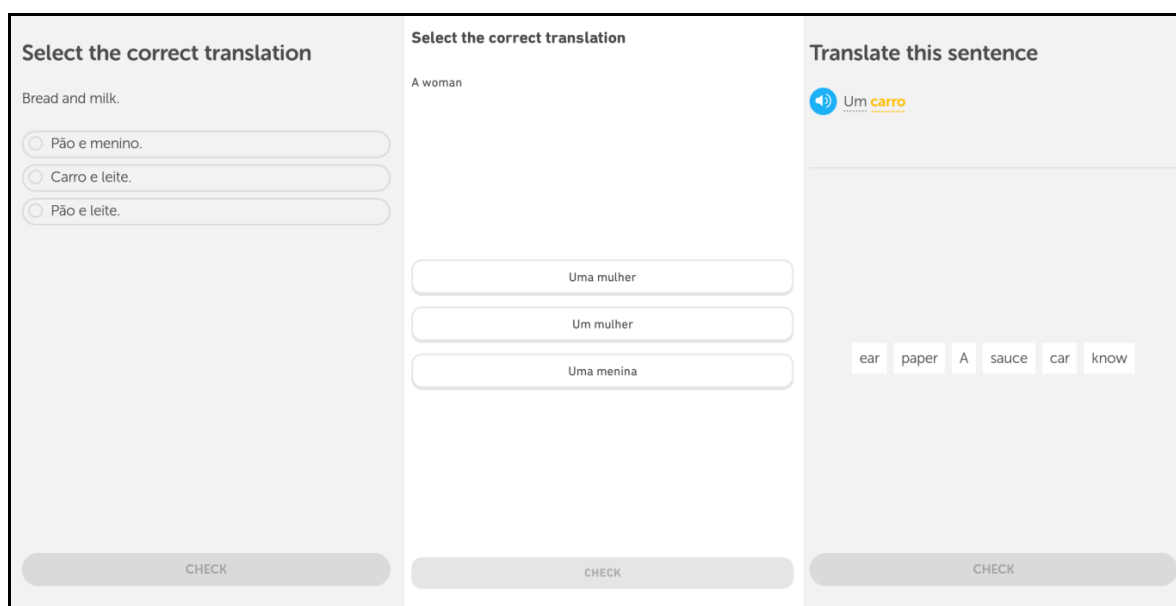 Select the correct translation
Bread and milk.
Pão e menino.
Carro e leite.
Pão e leite.
CHECK
Select the correct translation
A woman
Uma mulher
Um mulher
Uma menina
CHECK
Translate this sentence
Um carro
ear paper A sauce car know
CHECK